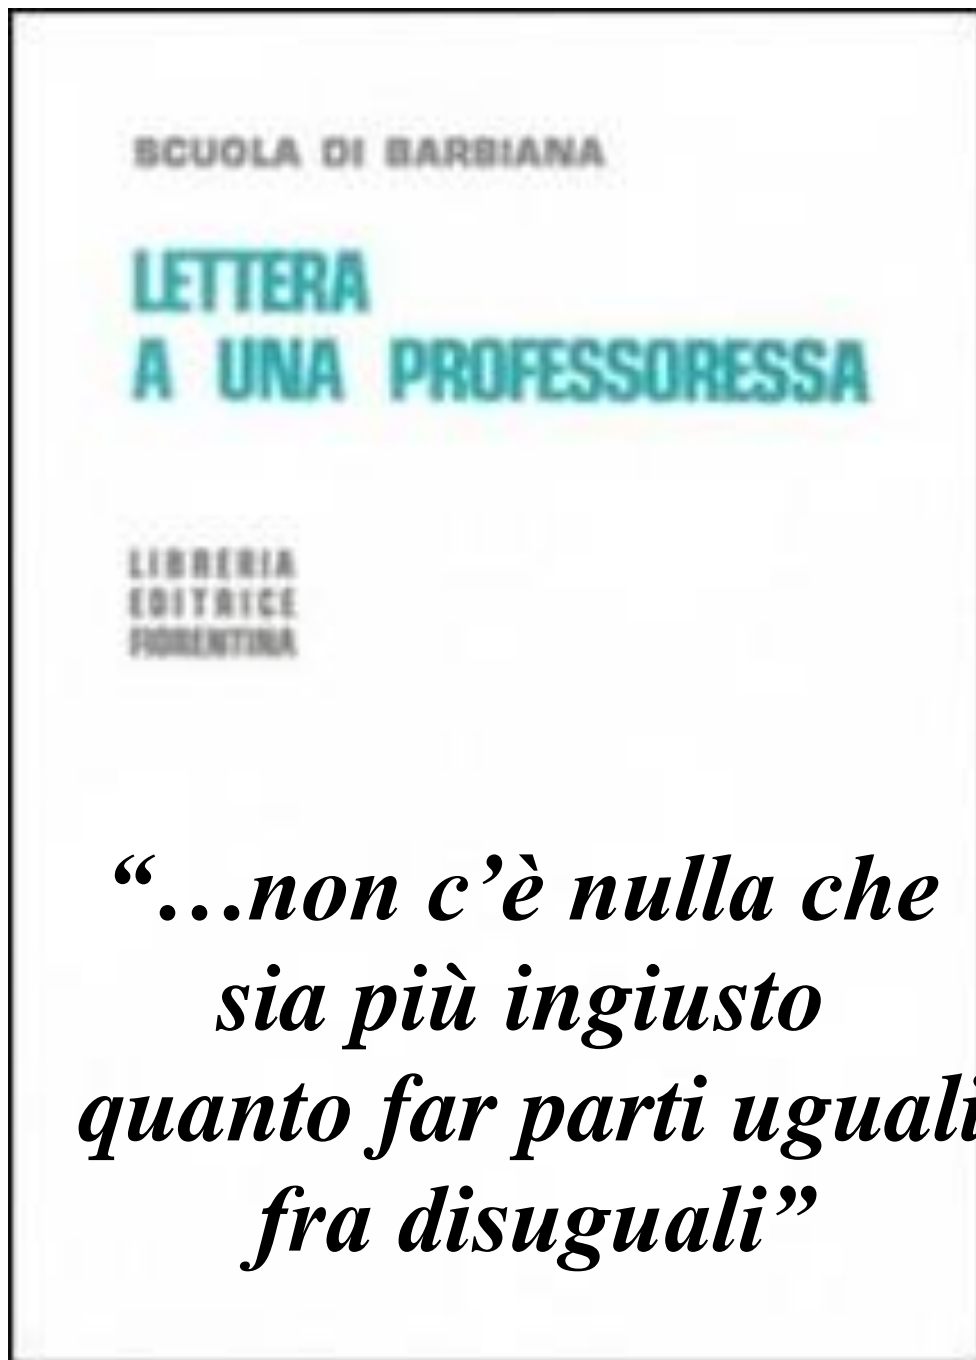 SCUOLA DI BARBIANA
LETTERA
A UNA PROFESSORESSA
LIBRERIA
EDITRICE
FIORENTINA
“…non c’è nulla che
sia più ingiusto
quanto far parti uguali
fra disuguali”